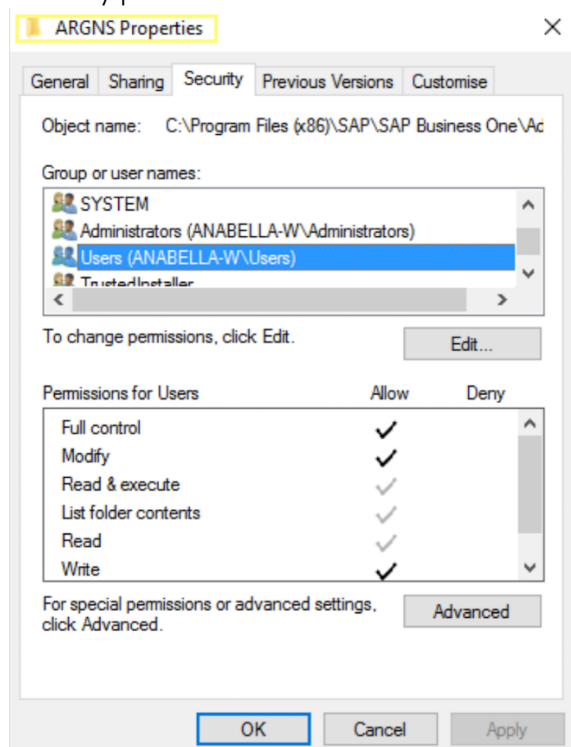 ARGNS Properties
General Sharing Security Previous Versions Customise
Object name: C:\Program Files (x86)\SAP\SAP Business One\Ad
Group or user names:
SYSTEM
Administrators (ANABELLA-W\Administrators)
Users (ANABELLA-W\Users)
TrustedInstaller
To change permissions, click Edit.
Edit...
Permissions for Users Allow Deny
Full control
Modify
Read & execute
List folder contents
Read
Write
For special permissions or advanced settings,
click Advanced.
Advanced
OK Cancel Apply